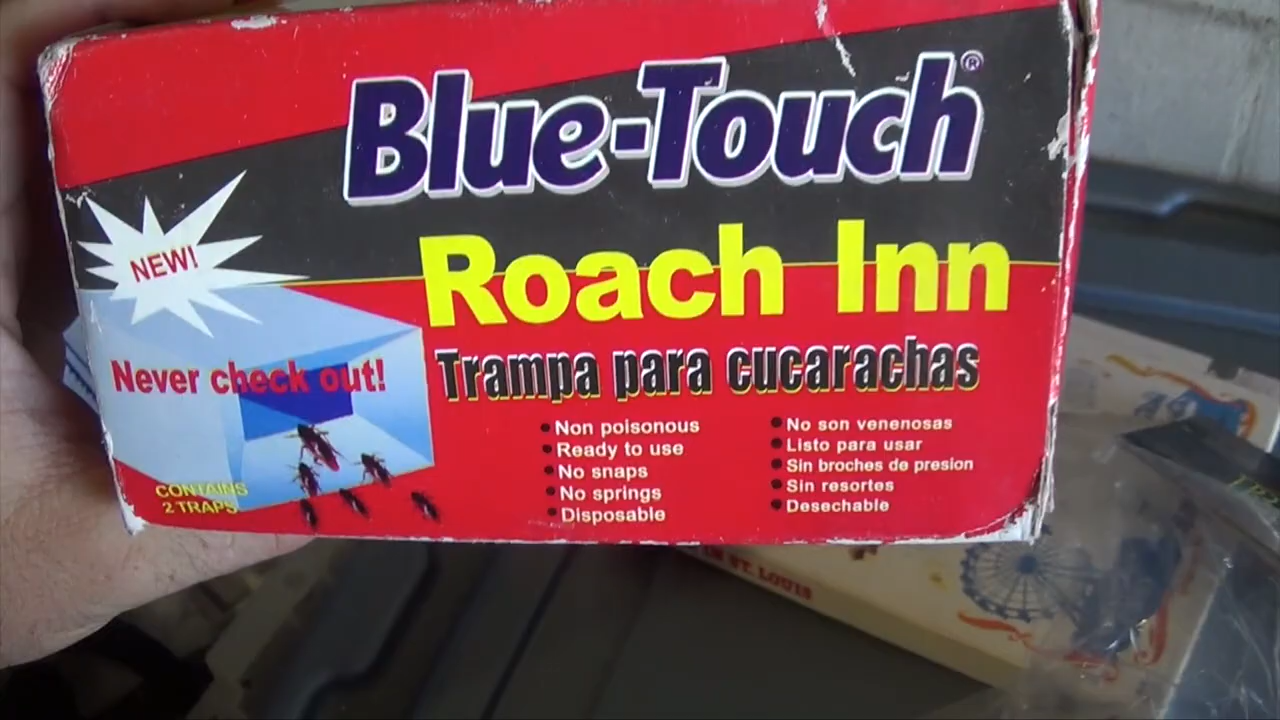 Blue-Touch®
NEW!
Roach Inn
Never check out!
Trampa para cucarachas
Non poisonous
Ready to use
No snaps
No springs
Disposable
No son venenosas
Listo para usar
Sin broches de presion
Sin resortes
Desechable
CONTAINS
2 TRAPS
IN ST. LOUIS